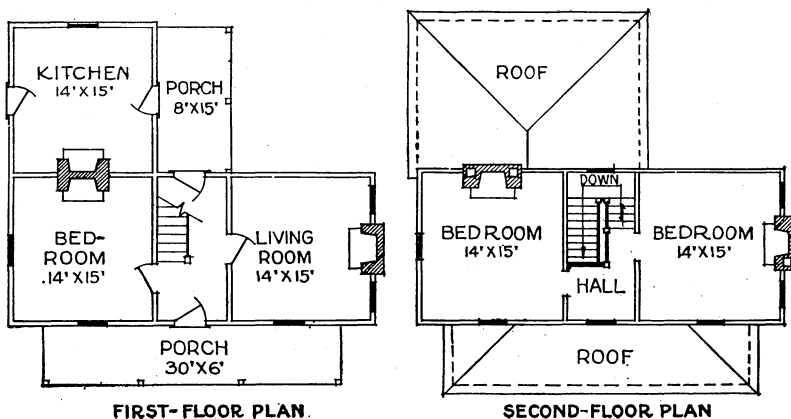 KITCHEN
14'X15'
PORCH
8'X15'
BED-
ROOM
.14'X15'
LIVING
ROOM
14'X15'
PORCH
30'X6'
FIRST-FLOOR PLAN.
ROOF
DOWN
BEDROOM
14'X15'
BEDROOM
14'X15'
HALL
ROOF
SECOND-FLOOR PLAN